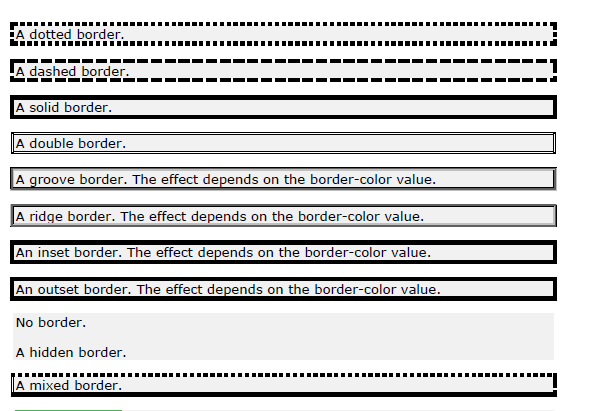 A dotted border.
A dashed border.
A solid border.
A double border.
A groove border. The effect depends on the border-color value.
A ridge border. The effect depends on the border-color value.
An inset border. The effect depends on the border-color value.
An outset border. The effect depends on the border-color value.
No border.
A hidden border.
A mixed border.